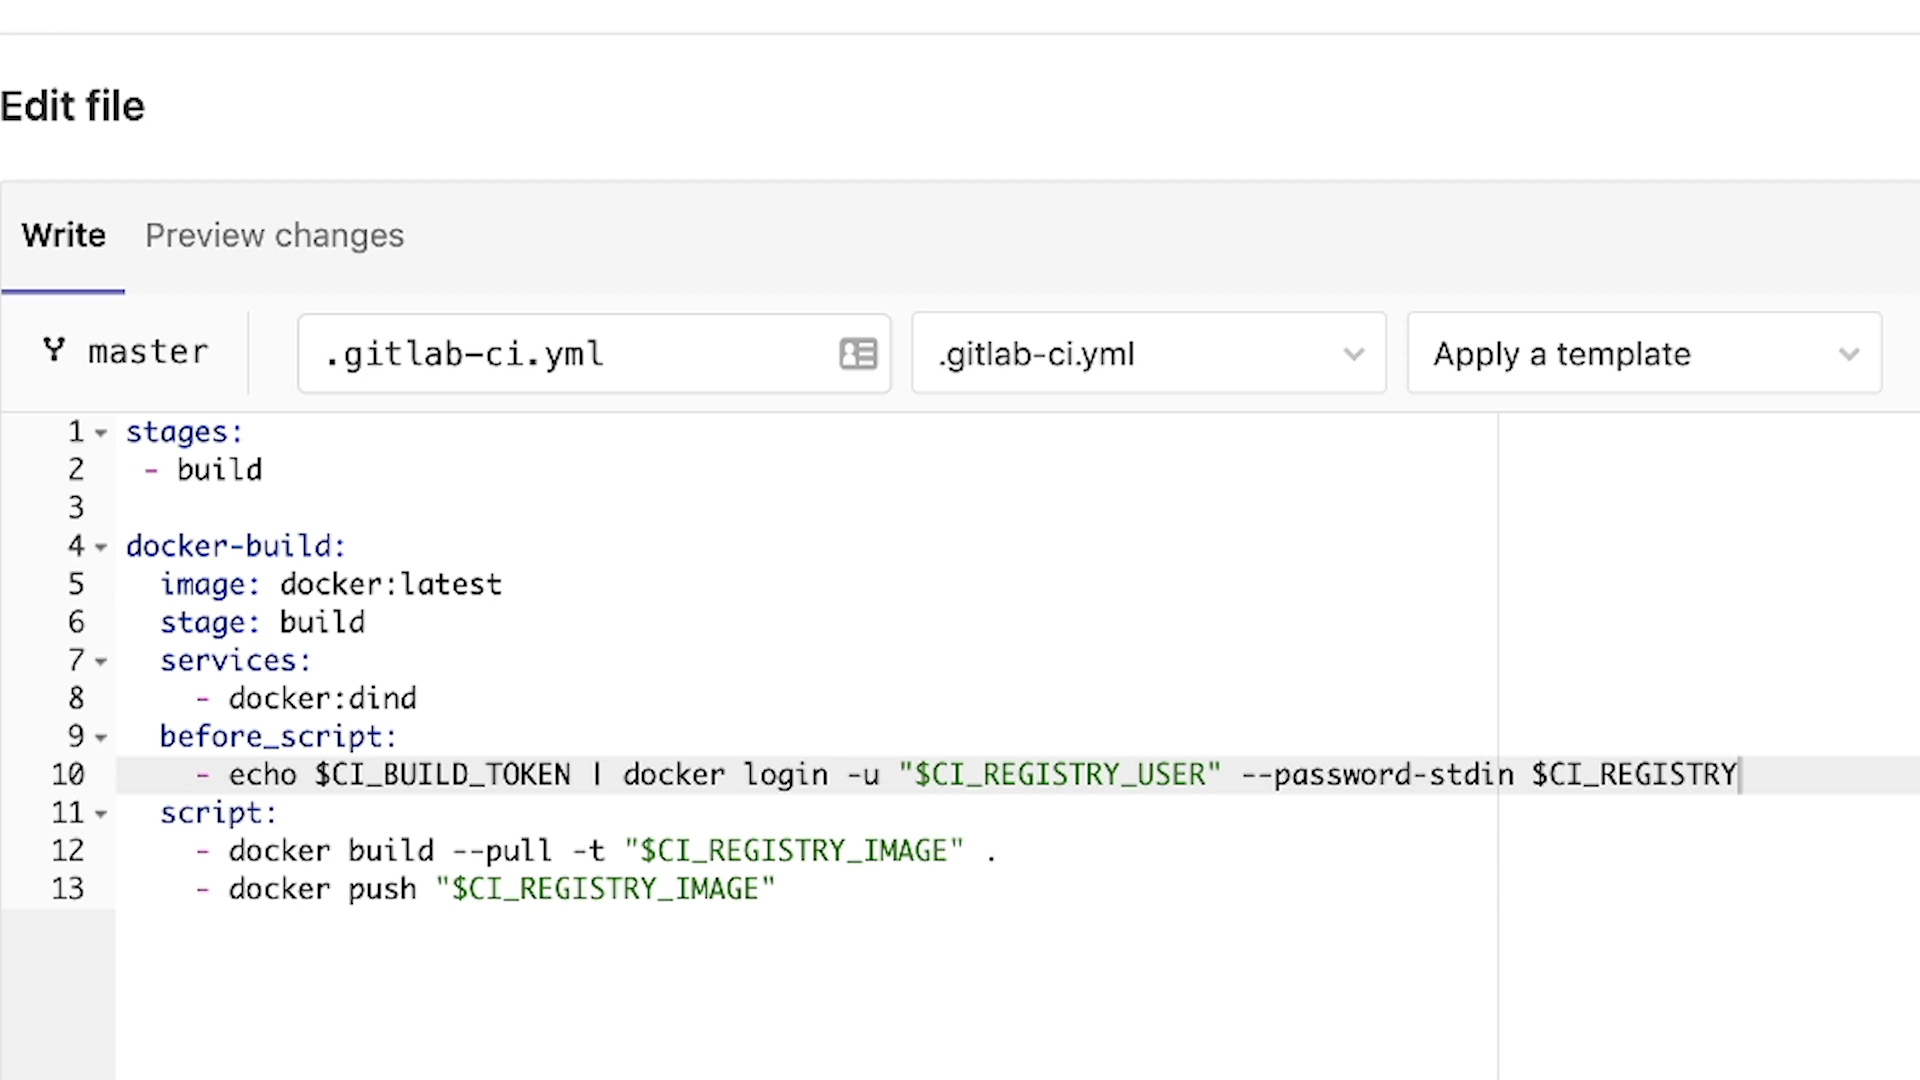 Edit file
Write Preview changes
master .gitlab-ci.yml .gitlab-ci.yml Apply a template
1 stages:
2 - build
3
4 docker-build:
5 image: docker:latest
6 stage: build
7 services:
8 - docker:dind
9 before_script:
10 - echo $CI_BUILD_TOKEN | docker login -u "$CI_REGISTRY_USER" --password-stdin $CI_REGISTRY
11 script:
12 - docker build --pull -t "$CI_REGISTRY_IMAGE" .
13 - docker push "$CI_REGISTRY_IMAGE"